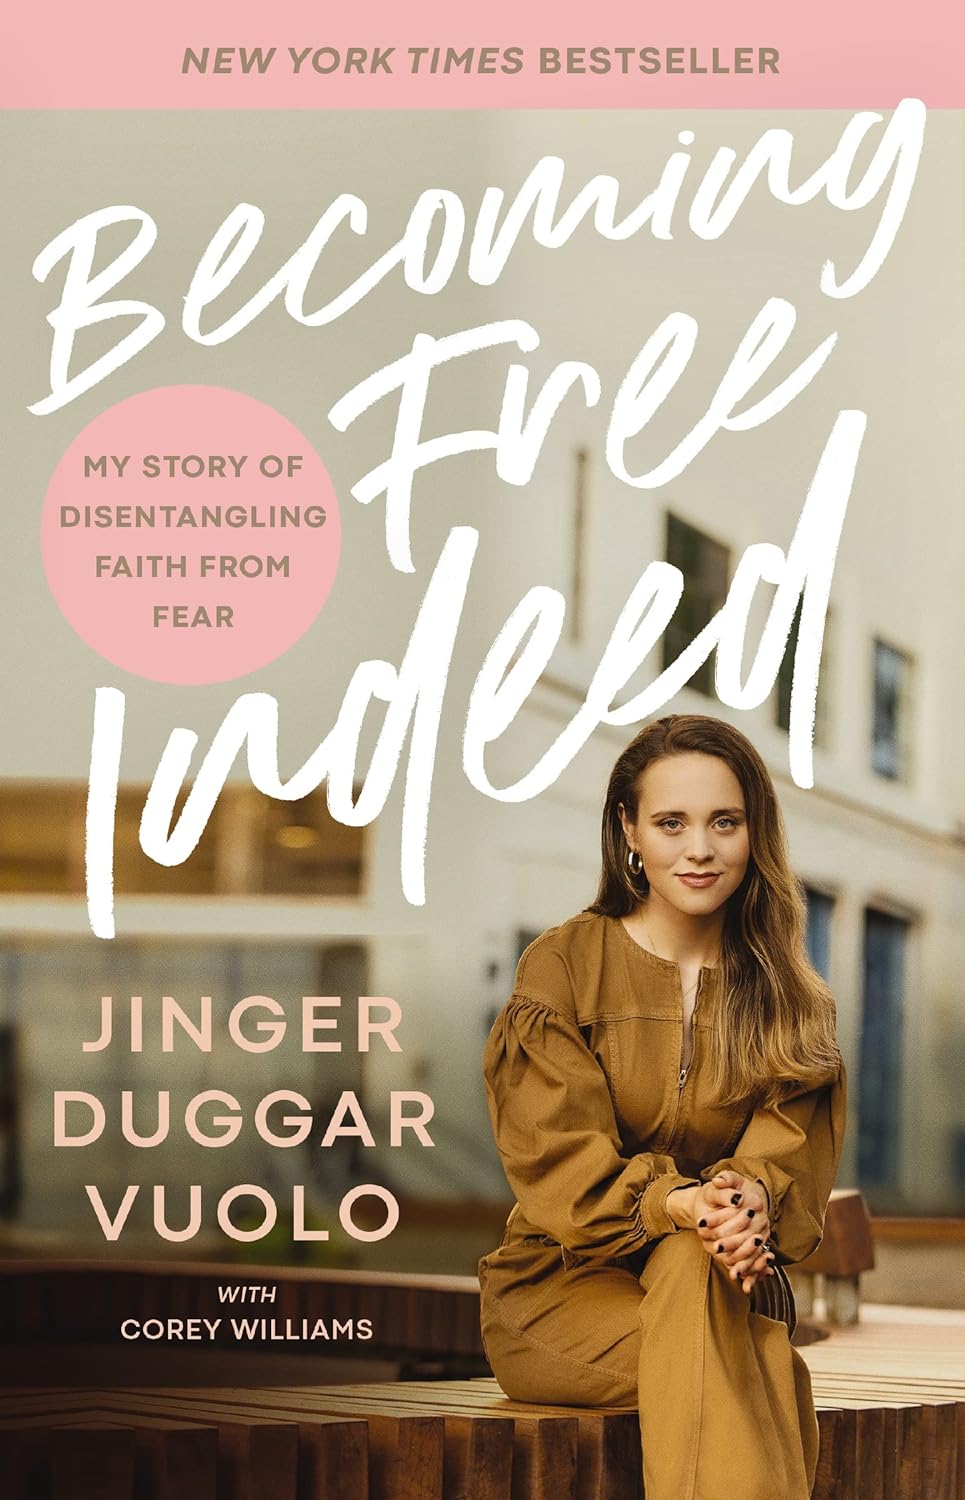 NEW YORK TIMES BESTSELLER
Becoming
Free
Indeed
MY STORY OF
DISENTANGLING
FAITH FROM
FEAR
JINGER
DUGGAR
VUOLO
WITH
COREY WILLIAMS